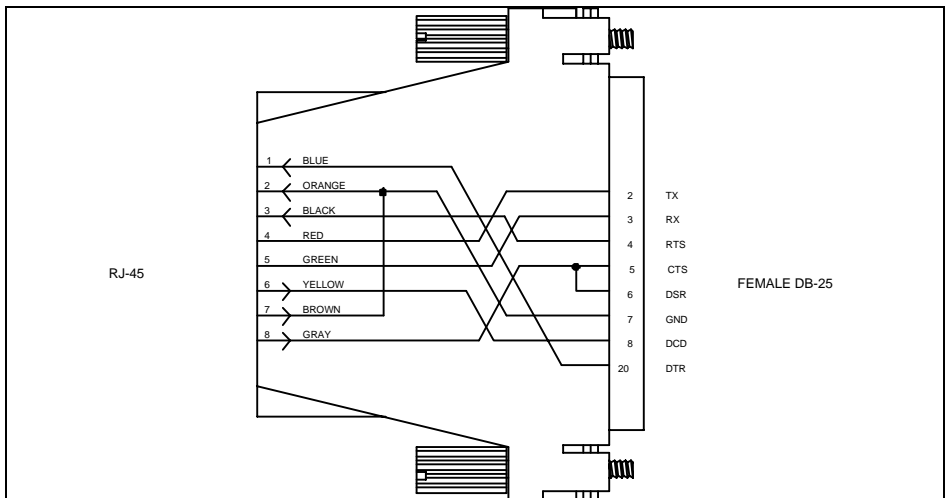 1 BLUE
2 ORANGE
3 BLACK
4 RED
5 GREEN
6 YELLOW
7 BROWN
8 GRAY
RJ-45
2 TX
3 RX
4 RTS
5 CTS
6 DSR
7 GND
8 DCD
20 DTR
FEMALE DB-25